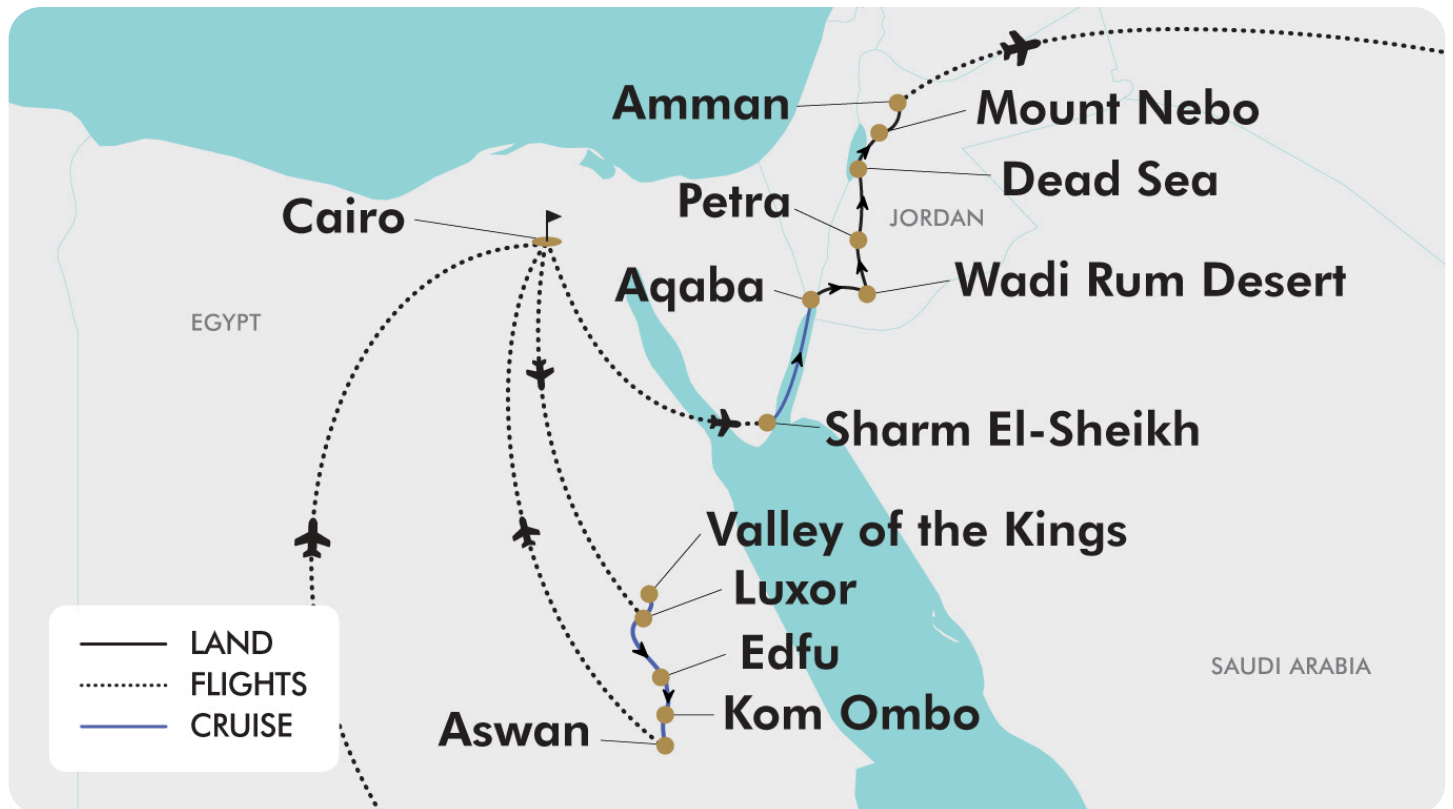 Amman
Mount Nebo
Dead Sea
Petra
JORDAN
Cairo
Aqaba
Wadi Rum Desert
EGYPT
Sharm El-Sheikh
Valley of the Kings
Luxor
Edfu
SAUDI ARABIA
Kom Ombo
Aswan
LAND
FLIGHTS
CRUISE